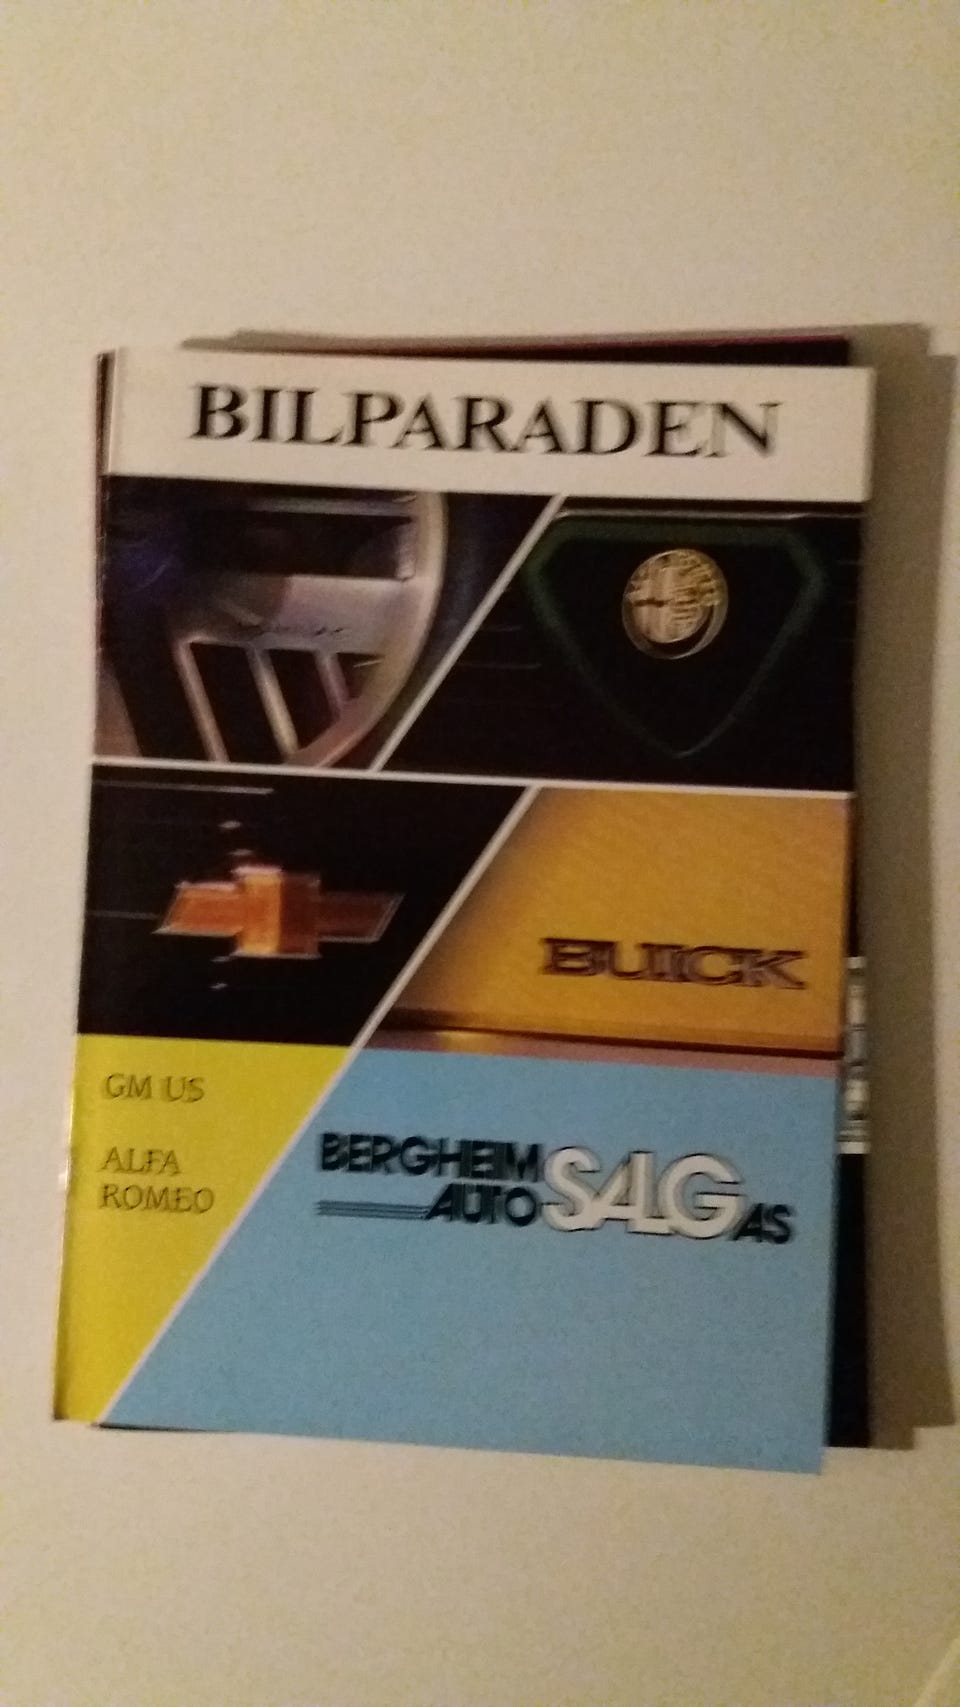 BILPARADEN
BUICK
GM US
ALFA
ROMEO
BERGHEIM
AUTO SALG AS